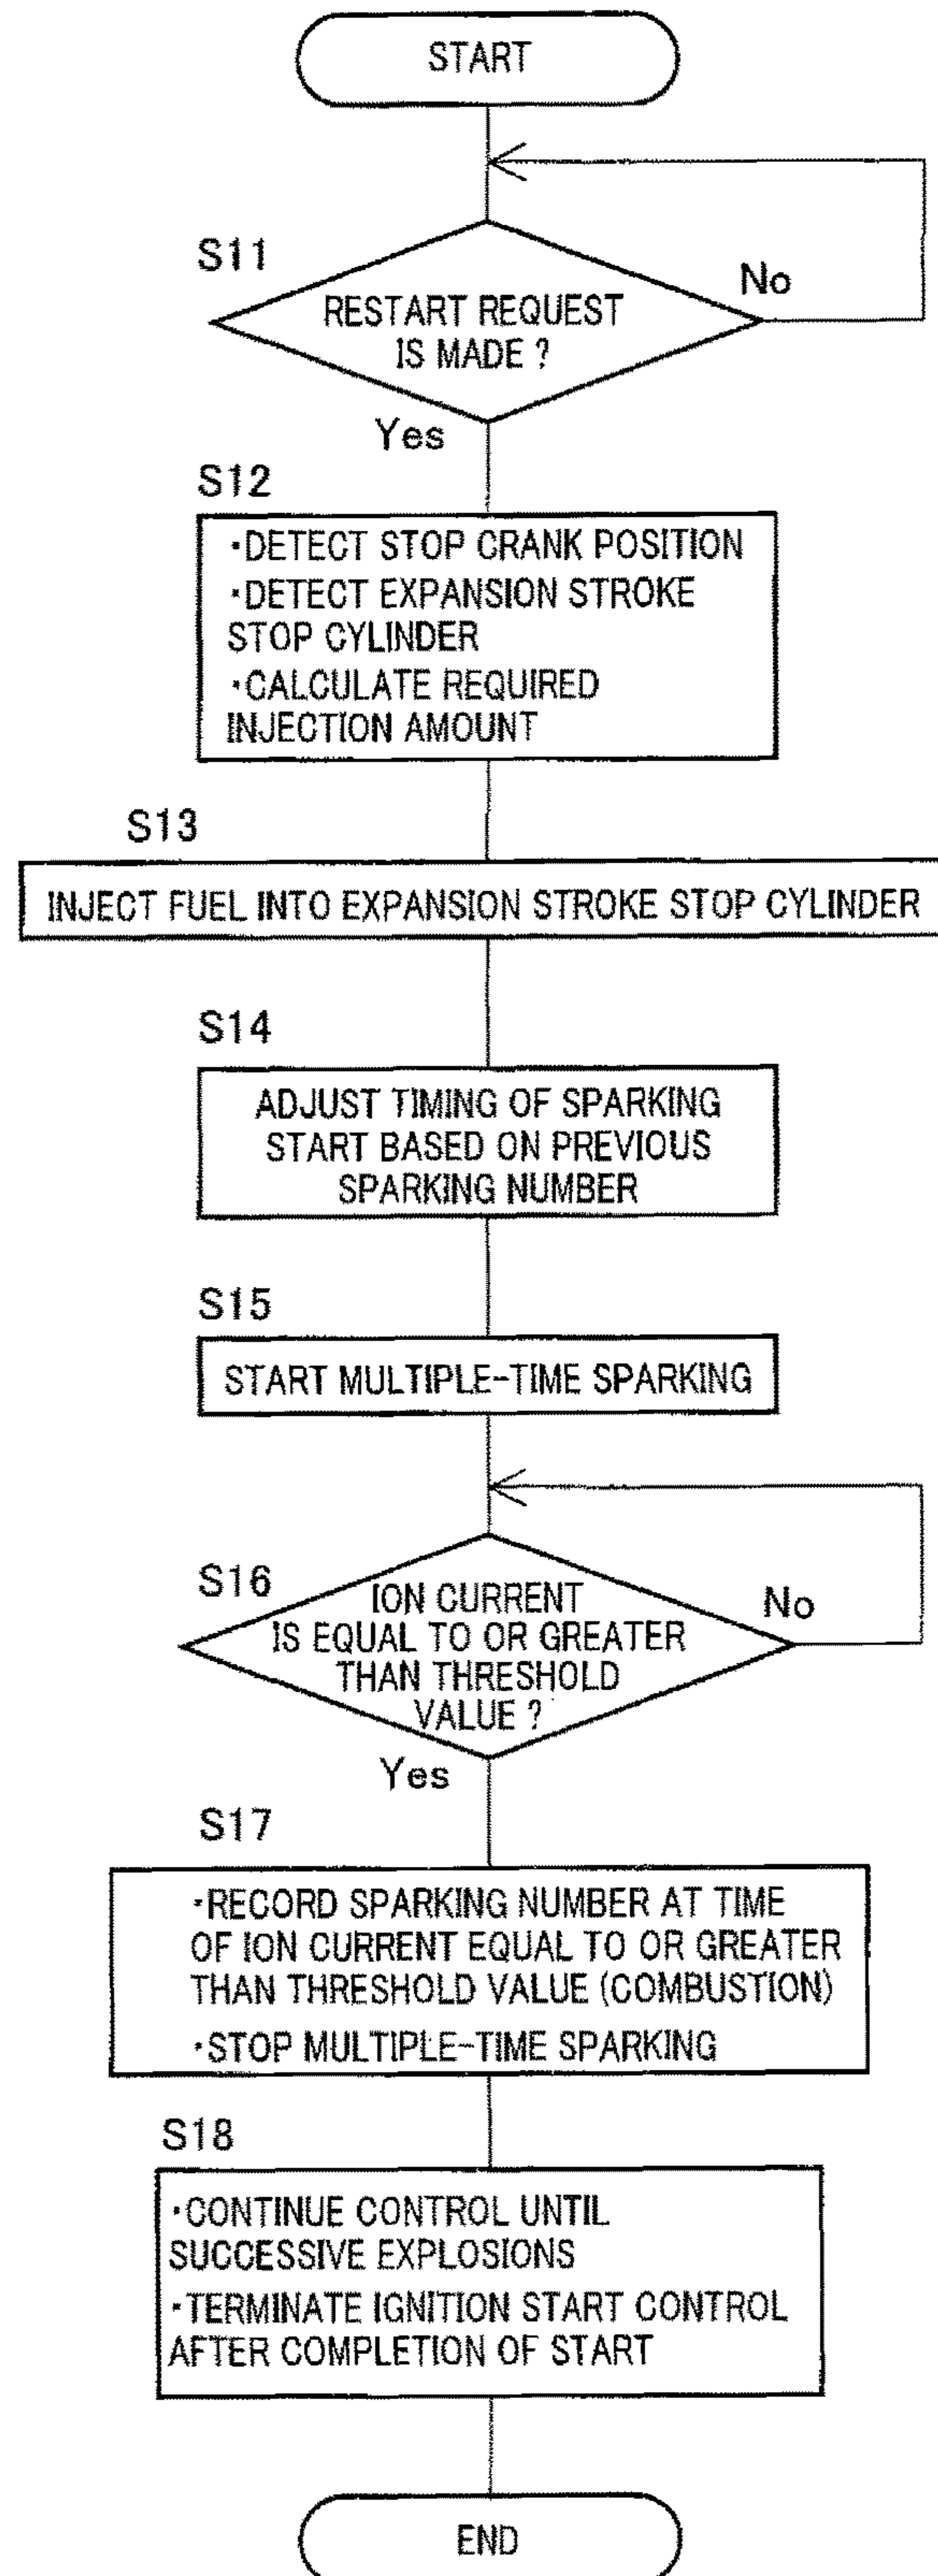 START
S11
No
RESTART REQUEST
IS MADE ?
Yes
S12
・DETECT STOP CRANK POSITION
・DETECT EXPANSION STROKE
STOP CYLINDER
・CALCULATE REQUIRED
INJECTION AMOUNT
S13
INJECT FUEL INTO EXPANSION STROKE STOP CYLINDER
S14
ADJUST TIMING OF SPARKING
START BASED ON PREVIOUS
SPARKING NUMBER
S15
START MULTIPLE-TIME SPARKING
S16
No
ION CURRENT
IS EQUAL TO OR GREATER
THAN THRESHOLD
VALUE ?
Yes
S17
・RECORD SPARKING NUMBER AT TIME
OF ION CURRENT EQUAL TO OR GREATER
THAN THRESHOLD VALUE (COMBUSTION)
・STOP MULTIPLE-TIME SPARKING
S18
・CONTINUE CONTROL UNTIL
SUCCESSIVE EXPLOSIONS
・TERMINATE IGNITION START CONTROL
AFTER COMPLETION OF START
END